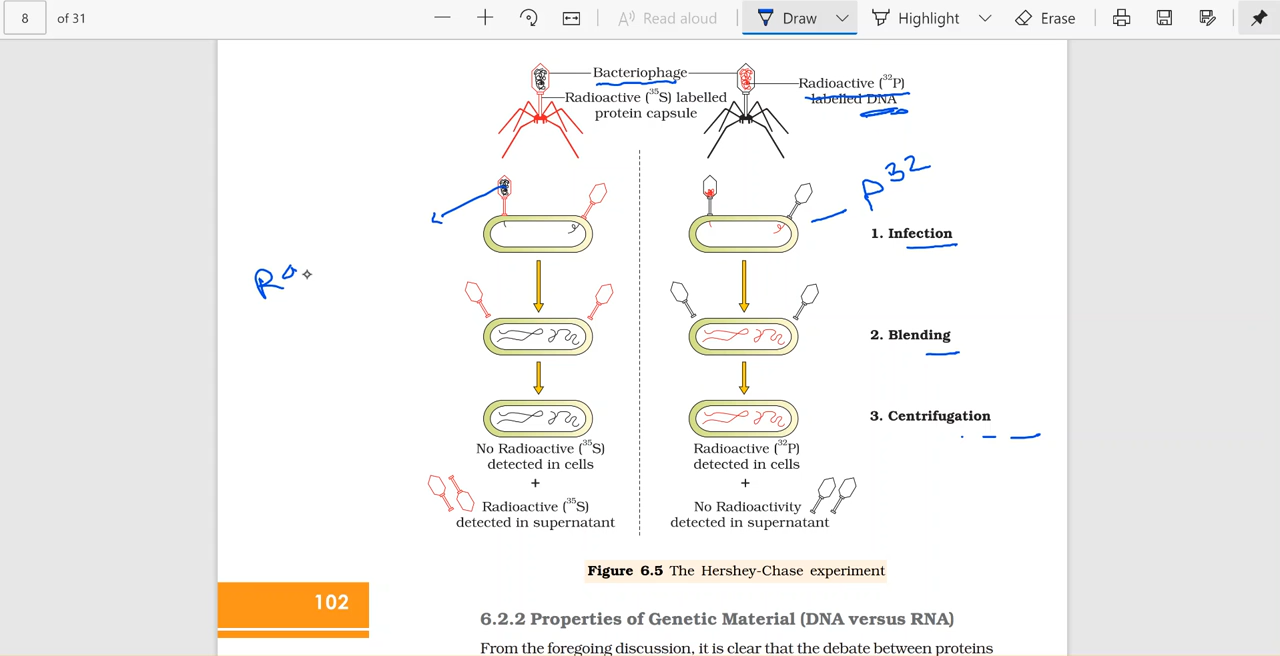 8 of 31
Read aloud
Draw
Highlight
Erase
Bacteriophage
Radioactive (³²P)
labelled DNA
Radioactive (³⁵S) labelled
protein capsule
P³²
1. Infection
2. Blending
3. Centrifugation
No Radioactive (³⁵S)
detected in cells
+
Radioactive (³⁵S)
detected in supernatant
Radioactive (³²P)
detected in cells
+
No Radioactivity
detected in supernatant
Figure 6.5 The Hershey-Chase experiment
102
6.2.2 Properties of Genetic Material (DNA versus RNA)
From the foregoing discussion, it is clear that the debate between proteins